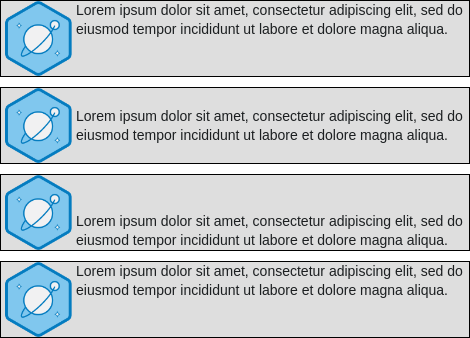 Lorem ipsum dolor sit amet, consectetur adipiscing elit, sed do
eiusmod tempor incididunt ut labore et dolore magna aliqua.
Lorem ipsum dolor sit amet, consectetur adipiscing elit, sed do
eiusmod tempor incididunt ut labore et dolore magna aliqua.
Lorem ipsum dolor sit amet, consectetur adipiscing elit, sed do
eiusmod tempor incididunt ut labore et dolore magna aliqua.
Lorem ipsum dolor sit amet, consectetur adipiscing elit, sed do
eiusmod tempor incididunt ut labore et dolore magna aliqua.